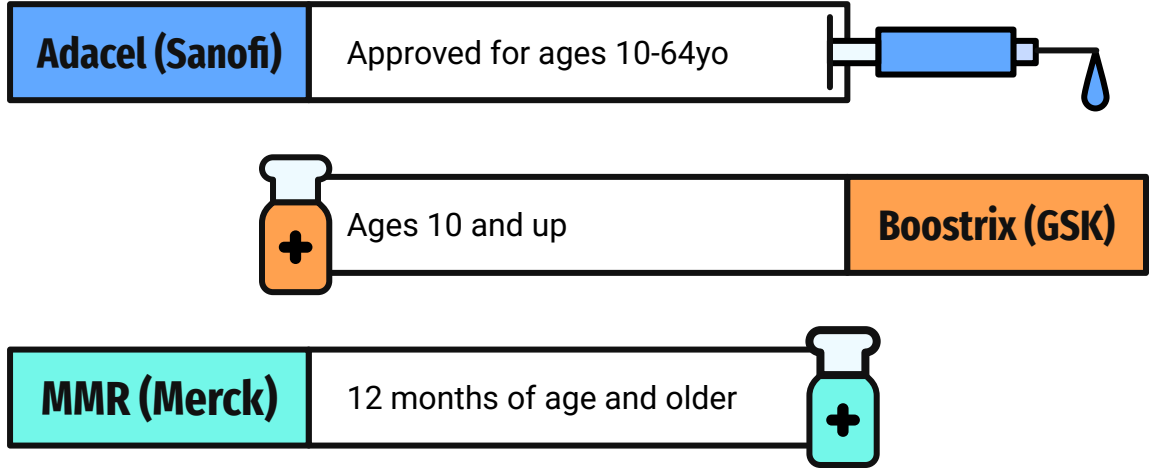 Adacel (Sanofi) Approved for ages 10-64yo
Ages 10 and up Boostrix (GSK)
MMR (Merck) 12 months of age and older